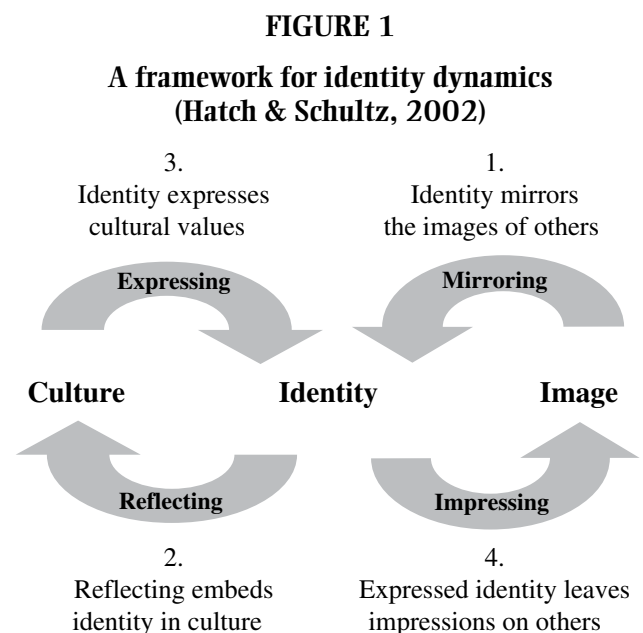 FIGURE 1
A framework for identity dynamics
(Hatch & Schultz, 2002)
3.
Identity expresses
cultural values
1.
Identity mirrors
the images of others
Expressing
Mirroring
Culture
Identity
Image
Reflecting
Impressing
2.
Reflecting embeds
identity in culture
4.
Expressed identity leaves
impressions on others